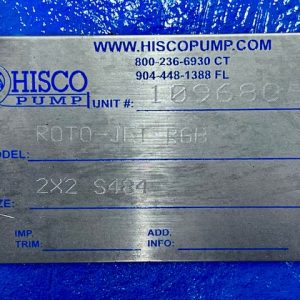 WWW.HISCOPUMP.COM
800-236-6930 CT
904-448-1388 FL
HISCO
PUMP
UNIT #:
ROTO-JET RGH
MODEL:
2X2 S484
ZE:
IMP.
TRIM:
ADD.
INFO: